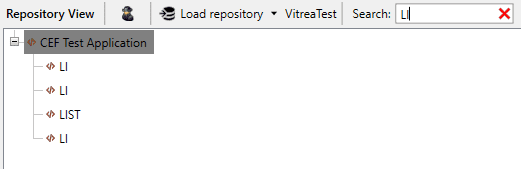 Repository View Load repository VitreaTest Search: LI
CEF Test Application
LI
LI
LIST
LI